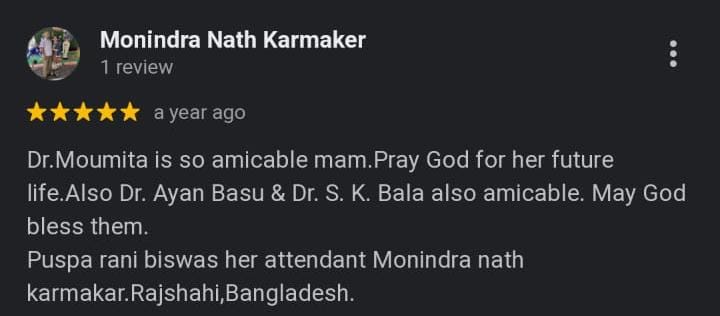 Monindra Nath Karmaker
1 review
a year ago
Dr.Moumita is so amicable mam.Pray God for her future
life.Also Dr. Ayan Basu & Dr. S. K. Bala also amicable. May God
bless them.
Puspa rani biswas her attendant Monindra nath
karmakar.Rajshahi,Bangladesh.